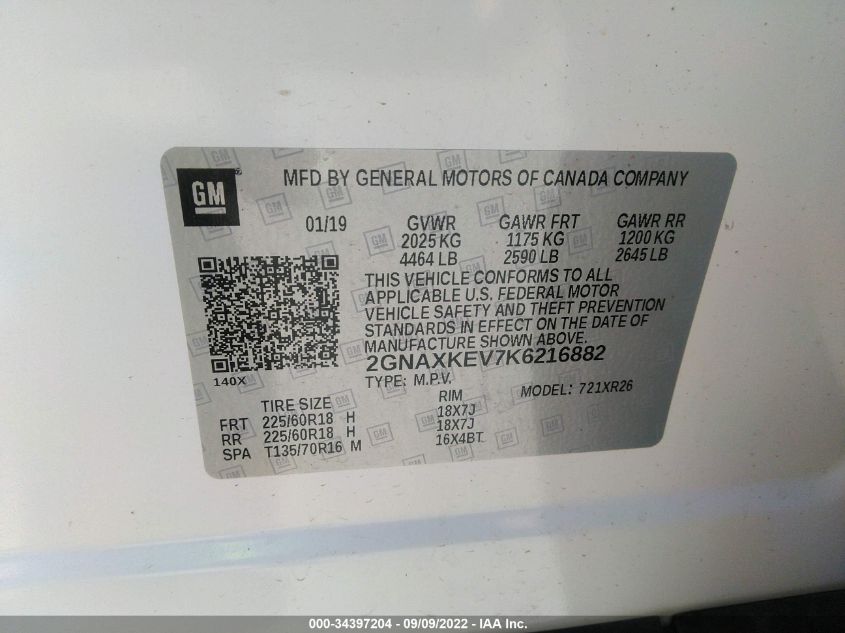 GM
MFD BY GENERAL MOTORS OF CANADA COMPANY
01/19 GVWR GAWR FRT GAWR RR
2025 KG 1175 KG 1200 KG
4464 LB 2590 LB 2645 LB
THIS VEHICLE CONFORMS TO ALL
APPLICABLE U.S. FEDERAL MOTOR
VEHICLE SAFETY AND THEFT PREVENTION
STANDARDS IN EFFECT ON THE DATE OF
MANUFACTURE SHOWN ABOVE.
2GNAXKEV7K6216882
140X
TYPE: M.P.V. MODEL: 721XR26
TIRE SIZE RIM
FRT 225/60R18 H 18X7J
RR 225/60R18 H 18X7J
SPA T135/70R16 M 16X4BT
000-34397204 - 09/09/2022 - IAA Inc.